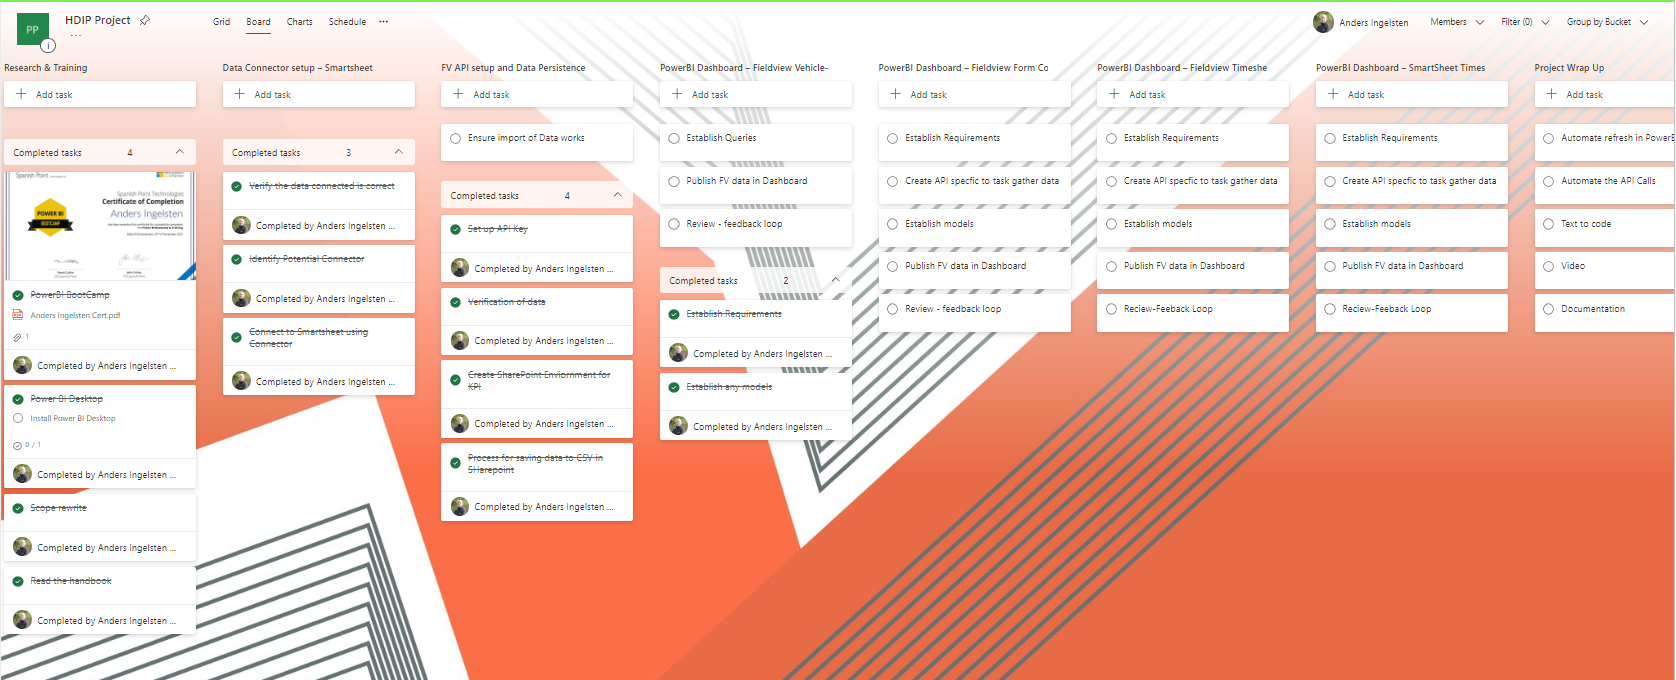 PP
HDIP Project
Grid
Board
Charts
Schedule
Anders Ingelsten
Members
Filter (0)
Group by Bucket
Research & Training
Add task
Completed tasks 4
Spanish Point
Spanish Point Technologies
Certificate of Completion
Anders Ingelsten
POWER BI
BOOTCAMP
PowerBI BootCamp
Anders Ingelsten Cert.pdf
1
Completed by Anders Ingelsten ...
Power BI Desktop
Install Power BI Desktop
0 / 1
Completed by Anders Ingelsten ...
Scope rewrite
Completed by Anders Ingelsten ...
Read the handbook
Completed by Anders Ingelsten ...
Data Connector setup – Smartsheet
Add task
Completed tasks 3
Verify the data connected is correct
Completed by Anders Ingelsten ...
Identify Potential Connector
Completed by Anders Ingelsten ...
Connect to Smartsheet using
Connector
Completed by Anders Ingelsten ...
FV API setup and Data Persistence
Add task
Ensure import of Data works
Completed tasks 4
Set up API Key
Completed by Anders Ingelsten ...
Verification of data
Completed by Anders Ingelsten ...
Create SharePoint Enviornment for
KPI
Completed by Anders Ingelsten ...
Process for saving data to CSV in
SHarepoint
Completed by Anders Ingelsten ...
PowerBI Dashboard – Fieldview Vehicle-
Add task
Establish Queries
Publish FV data in Dashboard
Review - feedback loop
Completed tasks 2
Establish Requirements
Completed by Anders Ingelsten ...
Establish any models
Completed by Anders Ingelsten ...
PowerBI Dashboard – Fieldview Form Co
Add task
Establish Requirements
Create API specfic to task gather data
Establish models
Publish FV data in Dashboard
Review - feedback loop
PowerBI Dashboard – Fieldview Timeshe
Add task
Establish Requirements
Create API specfic to task gather data
Establish models
Publish FV data in Dashboard
Reciew-Feeback Loop
PowerBI Dashboard – SmartSheet Times
Add task
Establish Requirements
Create API specfic to task gather data
Establish models
Publish FV data in Dashboard
Reciew-Feeback Loop
Project Wrap Up
Add task
Automate refresh in PowerB
Automate the API Calls
Text to code
Video
Documentation